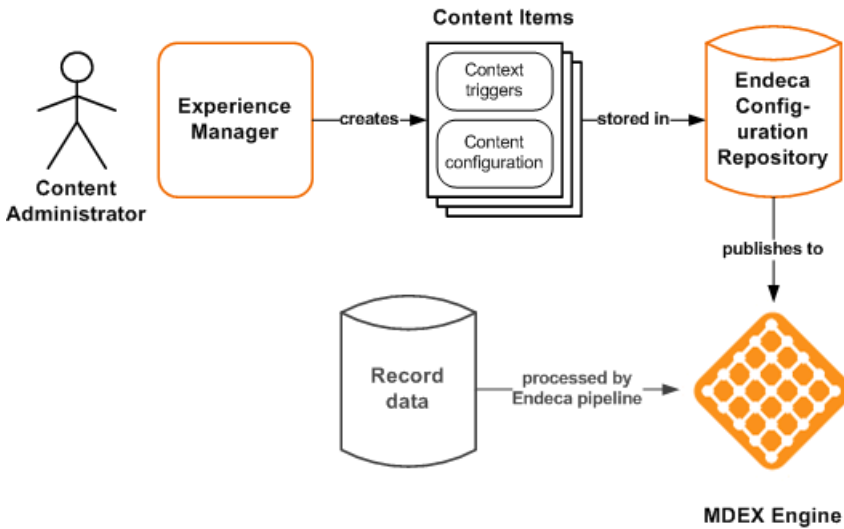 Content Items
Context
triggers
Content
configuration
Experience
Manager
creates
stored in
Endeca
Config-
uration
Repository
Content
Administrator
publishes to
Record
data
processed by
Endeca pipeline
MDEX Engine